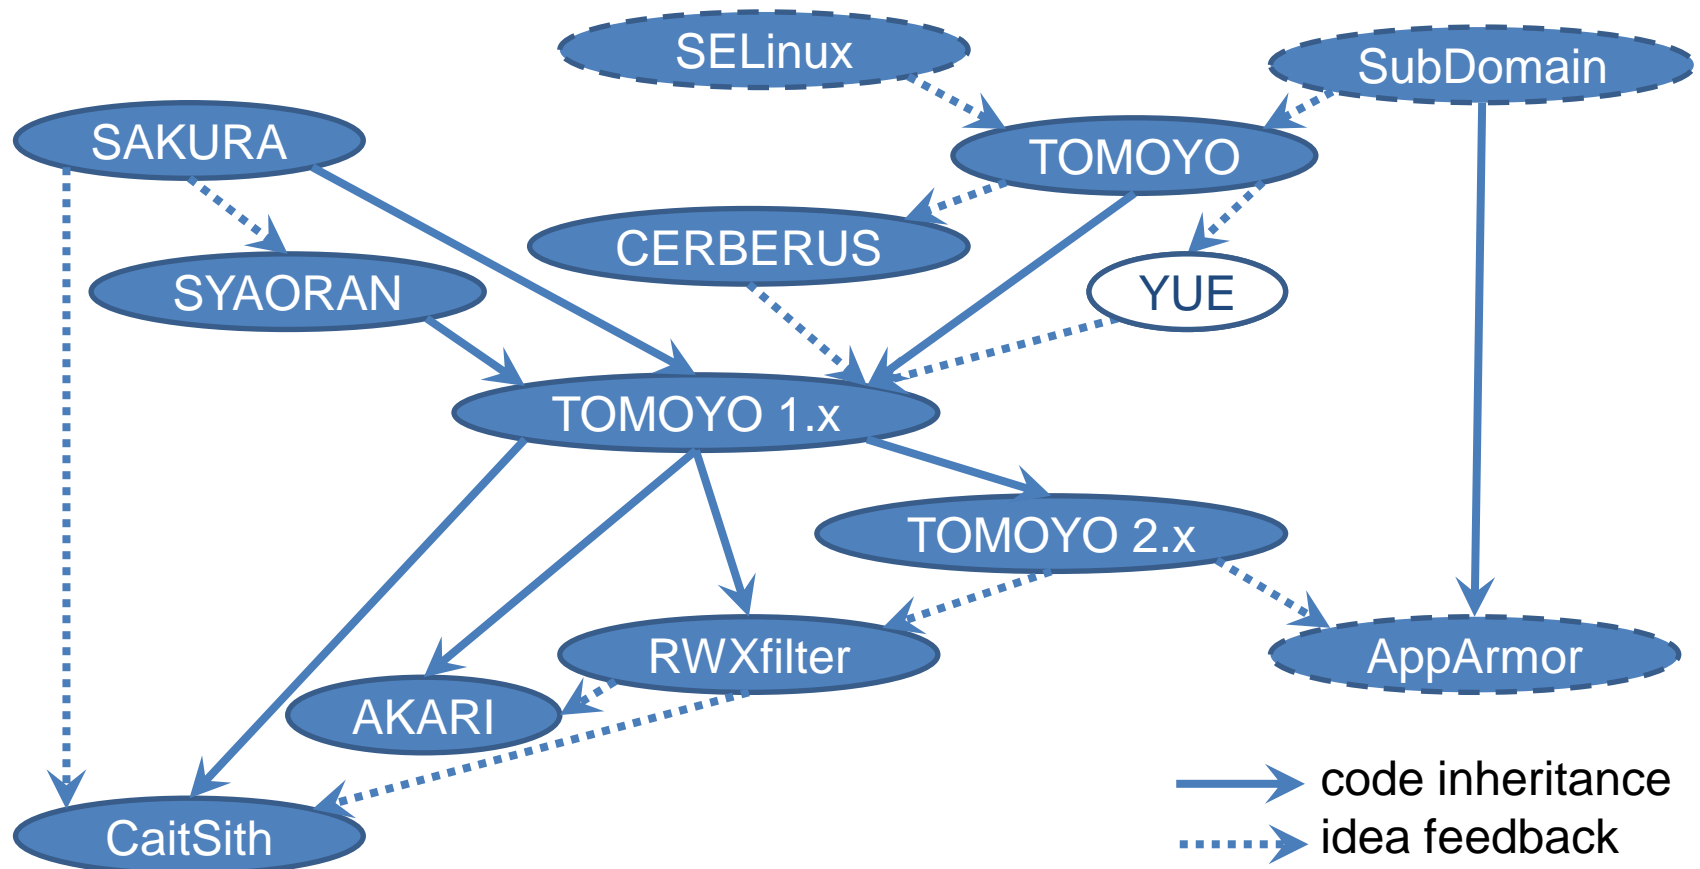 SELinux
SubDomain
SAKURA
TOMOYO
CERBERUS
SYAORAN
YUE
TOMOYO 1.x
TOMOYO 2.x
RWXfilter
AppArmor
AKARI
code inheritance
CaitSith
idea feedback